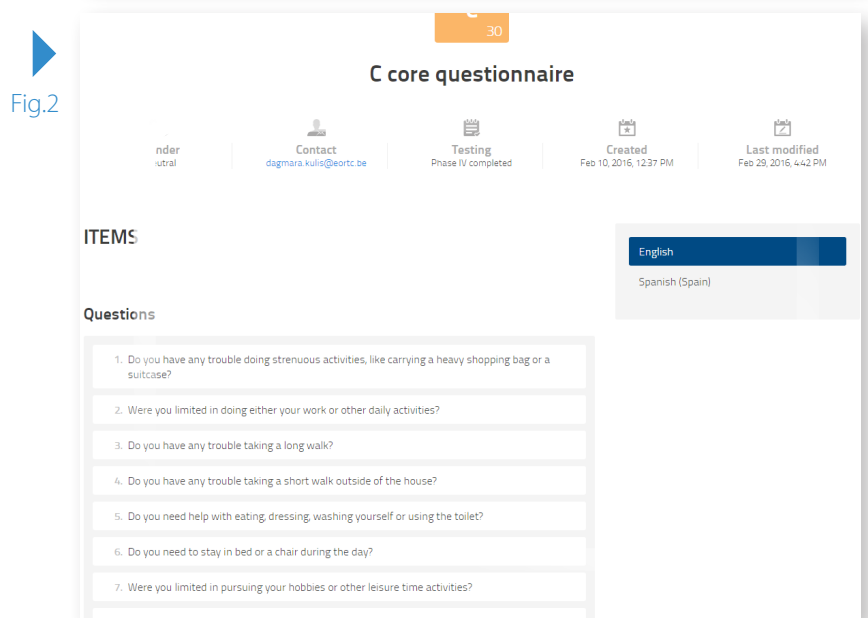 30
C core questionnaire
Fig.2
nder
utral
Contact
dagmara.kulis@eortc.be
Testing
Phase IV completed
Created
Feb 10, 2016, 12:37 PM
Last modified
Feb 29, 2016, 4:42 PM
ITEMS
English
Spanish (Spain)
Questions
1. Do you have any trouble doing strenuous activities, like carrying a heavy shopping bag or a
suitcase?
2. Were you limited in doing either your work or other daily activities?
3. Do you have any trouble taking a long walk?
4. Do you have any trouble taking a short walk outside of the house?
5. Do you need help with eating, dressing, washing yourself or using the toilet?
6. Do you need to stay in bed or a chair during the day?
7. Were you limited in pursuing your hobbies or other leisure time activities?